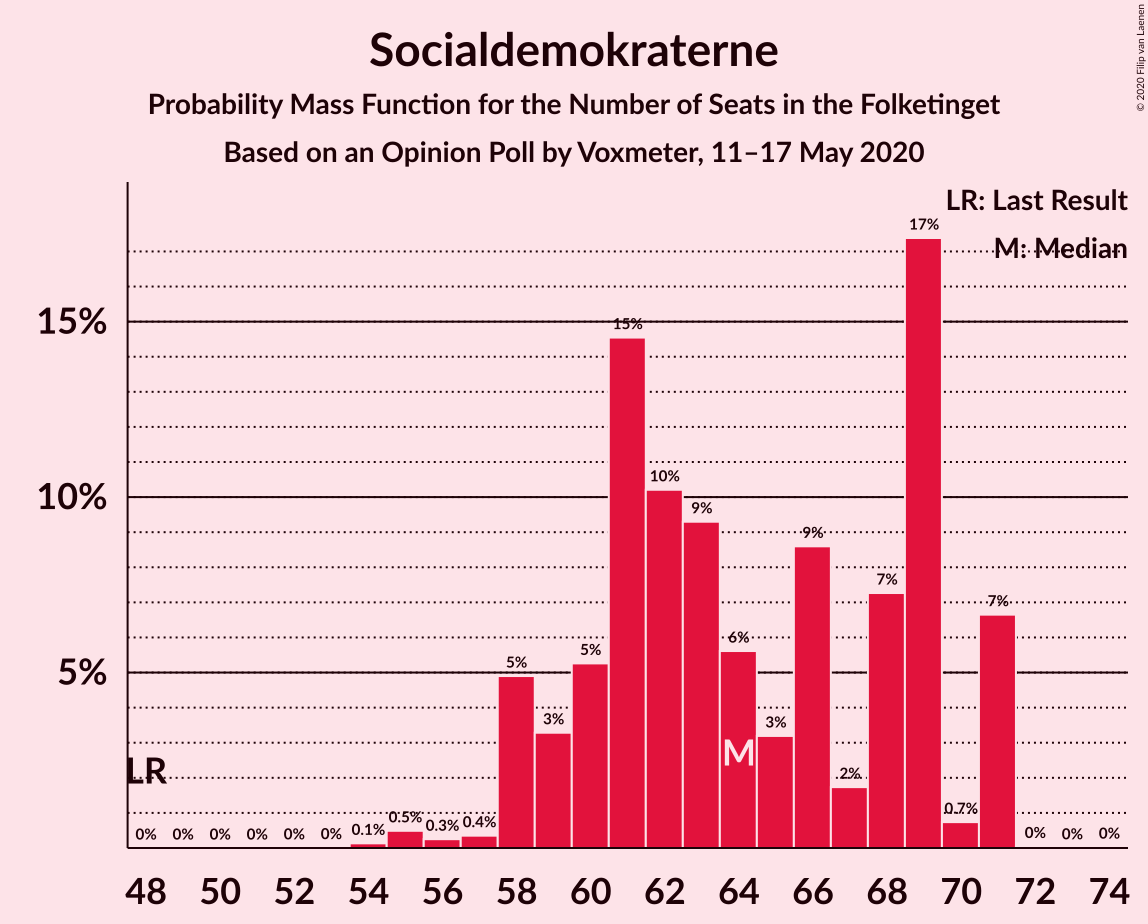 Socialdemokraterne
Probability Mass Function for the Number of Seats in the Folketinget
Based on an Opinion Poll by Voxmeter, 11–17 May 2020
© 2020 Filip van Laenen
LR: Last Result
M: Median
15%
10%
5%
LR
M
0% 0% 0% 0% 0% 0% 0.1% 0.5% 0.3% 0.4% 5% 3% 5% 15% 10% 9% 6% 3% 9% 2% 7% 17% 0.7% 7% 0% 0% 0%
48 50 52 54 56 58 60 62 64 66 68 70 72 74